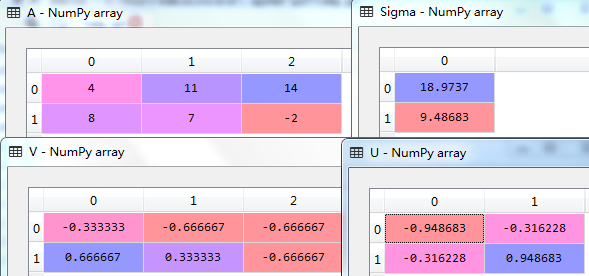 A - NumPy array
0 1 2
0 4 11 14
1 8 7 -2
Sigma - NumPy array
0
0 18.9737
1 9.48683
V - NumPy array
0 1 2
0 -0.333333 -0.666667 -0.666667
1 0.666667 0.333333 -0.666667
U - NumPy array
0 1
0 -0.948683 -0.316228
1 -0.316228 0.948683